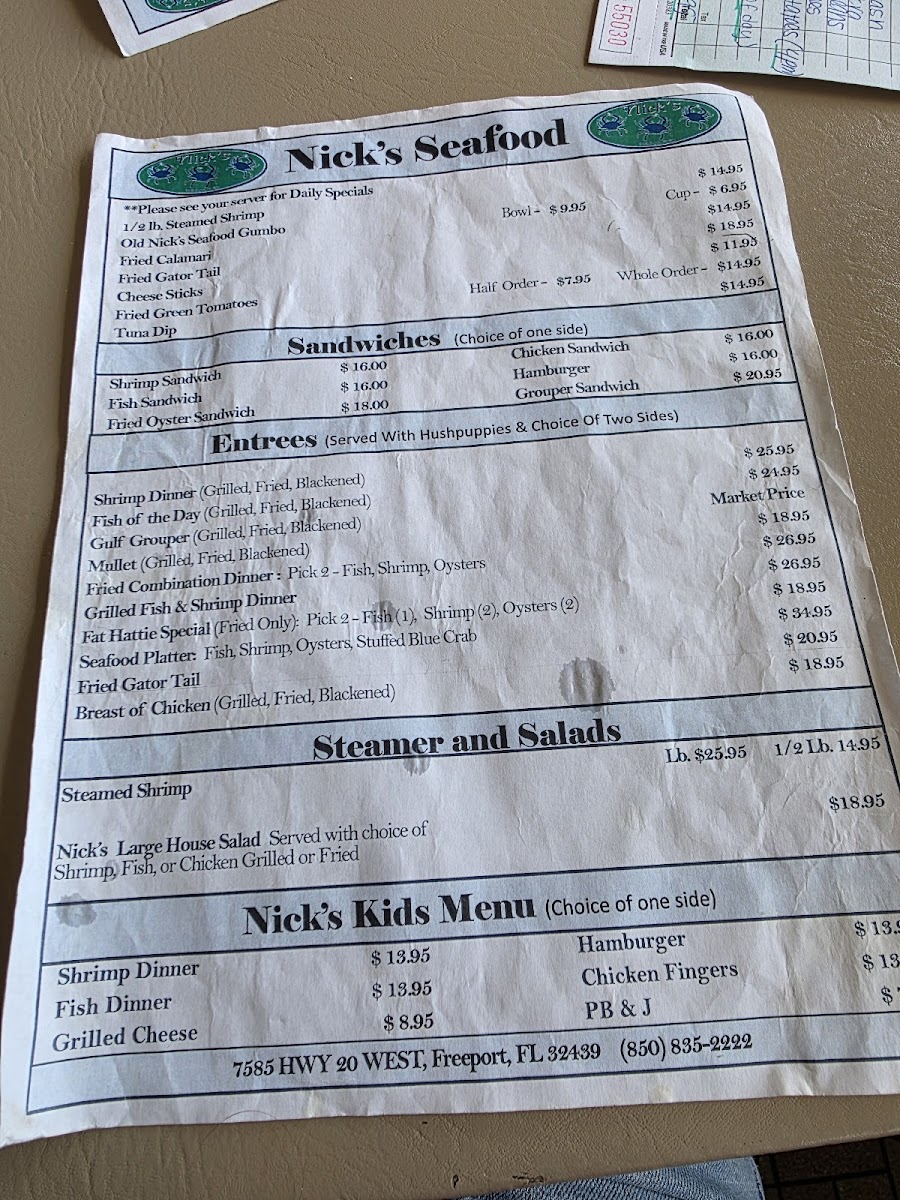 55030
Nick's
Nick's Seafood
Nick's
**Please see your server for Daily Specials
1/2 lb. Steamed Shrimp $ 14.95
Old Nick's Seafood Gumbo Bowl - $ 9.95 Cup - $ 6.95
Fried Calamari $14.95
Fried Gator Tail $ 18.95
Cheese Sticks $ 11.95
Fried Green Tomatoes Half Order - $7.95 Whole Order - $14.95
Tuna Dip $14.95
Sandwiches (Choice of one side)
Shrimp Sandwich $ 16.00 Chicken Sandwich $ 16.00
Fish Sandwich $ 16.00 Hamburger $ 16.00
Fried Oyster Sandwich $ 18.00 Grouper Sandwich $ 20.95
Entrees (Served With Hushpuppies & Choice Of Two Sides)
Shrimp Dinner (Grilled, Fried, Blackened) $ 25.95
Fish of the Day (Grilled, Fried, Blackened) $ 24.95
Gulf Grouper (Grilled, Fried, Blackened) Market Price
Mullet (Grilled, Fried, Blackened) $ 18.95
Fried Combination Dinner : Pick 2 - Fish, Shrimp, Oysters $ 26.95
Grilled Fish & Shrimp Dinner $ 26.95
Fat Hattie Special (Fried Only): Pick 2 - Fish (1), Shrimp (2), Oysters (2) $ 18.95
Seafood Platter: Fish, Shrimp, Oysters, Stuffed Blue Crab $ 34.95
Fried Gator Tail $ 20.95
Breast of Chicken (Grilled, Fried, Blackened) $ 18.95
Steamer and Salads
Steamed Shrimp Lb. $25.95 1/2 Lb. 14.95
Nick's Large House Salad Served with choice of $18.95
Shrimp, Fish, or Chicken Grilled or Fried
Nick's Kids Menu (Choice of one side)
Shrimp Dinner $ 13.95 Hamburger $ 13.
Fish Dinner $ 13.95 Chicken Fingers $ 13
Grilled Cheese $ 8.95 PB & J $
7585 HWY 20 WEST, Freeport, FL 32439 (850) 835-2222